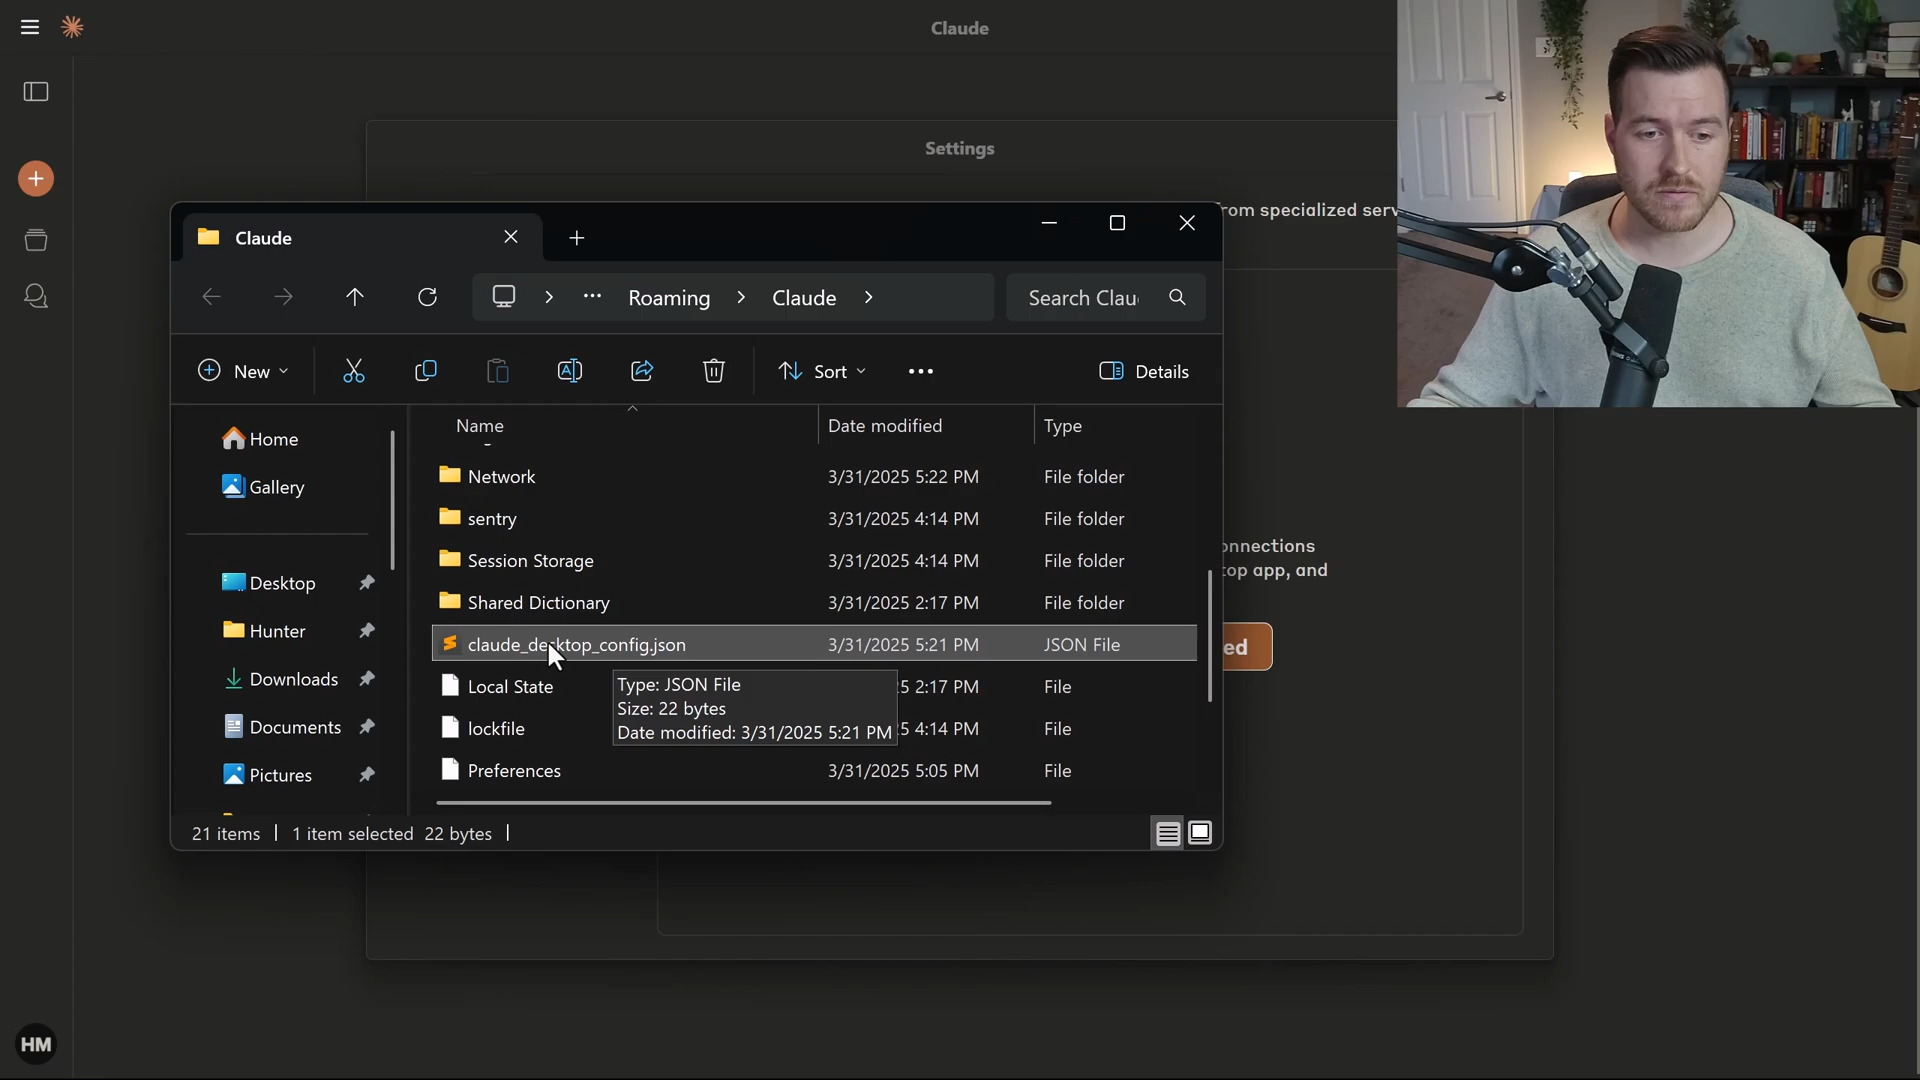 Claude
Settings
from specialized serv
Claude
Roaming
Claude
Search Clau
New
Sort
Details
Name
Date modified
Type
Home
Gallery
Desktop
Hunter
Downloads
Documents
Pictures
Network 3/31/2025 5:22 PM File folder
sentry 3/31/2025 4:14 PM File folder
Session Storage 3/31/2025 4:14 PM File folder
Shared Dictionary 3/31/2025 2:17 PM File folder
claude_desktop_config.json 3/31/2025 5:21 PM JSON File
Local State 5 2:17 PM File
lockfile 5 4:14 PM File
Preferences 3/31/2025 5:05 PM File
Type: JSON File
Size: 22 bytes
Date modified: 3/31/2025 5:21 PM
21 items
1 item selected 22 bytes
onnections
top app, and
ed
HM